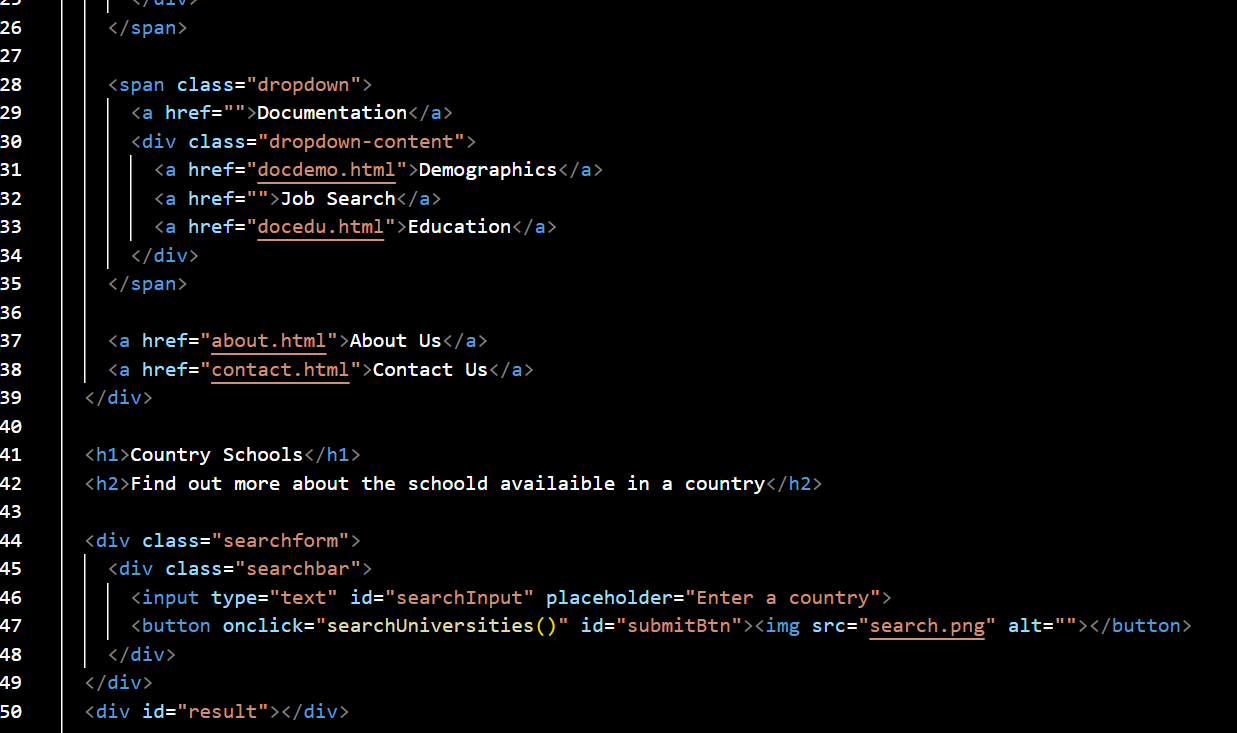 25 </div>
26 </span>
27
28 <span class="dropdown">
29 <a href="">Documentation</a>
30 <div class="dropdown-content">
31 <a href="docdemo.html">Demographics</a>
32 <a href="">Job Search</a>
33 <a href="docedu.html">Education</a>
34 </div>
35 </span>
36
37 <a href="about.html">About Us</a>
38 <a href="contact.html">Contact Us</a>
39 </div>
40
41 <h1>Country Schools</h1>
42 <h2>Find out more about the schoold availaible in a country</h2>
43
44 <div class="searchform">
45 <div class="searchbar">
46 <input type="text" id="searchInput" placeholder="Enter a country">
47 <button onclick="searchUniversities()" id="submitBtn"><img src="search.png" alt=""></button>
48 </div>
49 </div>
50 <div id="result"></div>